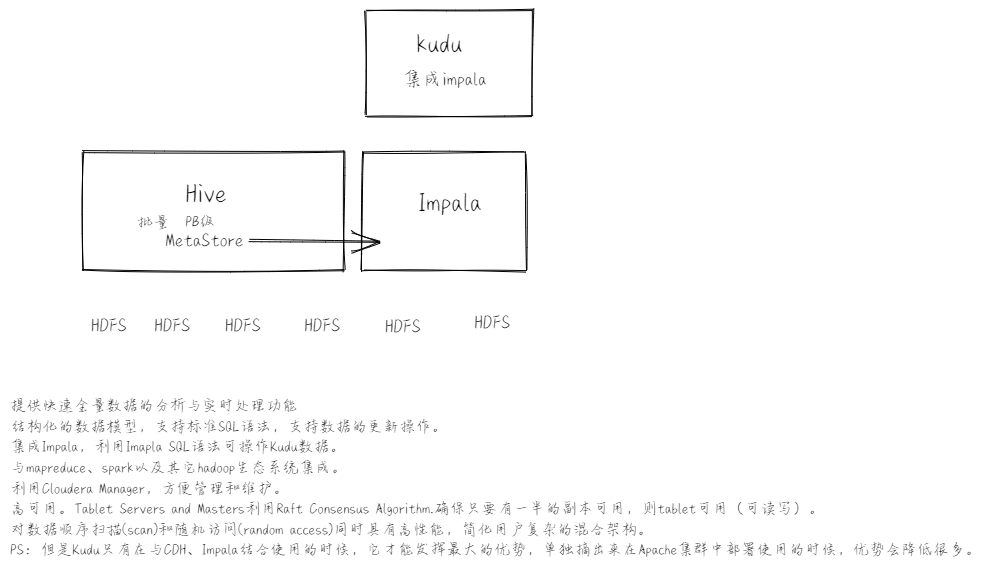 kudu
集成impala
Hive
批量 PB级
MetaStore
Impala
HDFS HDFS HDFS HDFS HDFS HDFS
提供快速全量数据的分析与实时处理功能
结构化的数据模型，支持标准SQL语法，支持数据的更新操作。
集成Impala，利用Imapla SQL语法可操作Kudu数据。
与mapreduce、spark以及其它hadoop生态系统集成。
利用Cloudera Manager，方便管理和维护。
高可用。Tablet Servers and Masters利用Raft Consensus Algorithm.确保只要有一半的副本可用，则tablet可用（可读写）。
对数据顺序扫描(scan)和随机访问(random access)同时具有高性能，简化用户复杂的混合架构。
PS：但是Kudu只有在与CDH、Impala结合使用的时候，它才能发挥最大的优势，单独摘出来在Apache集群中部署使用的时候，优势会降低很多。